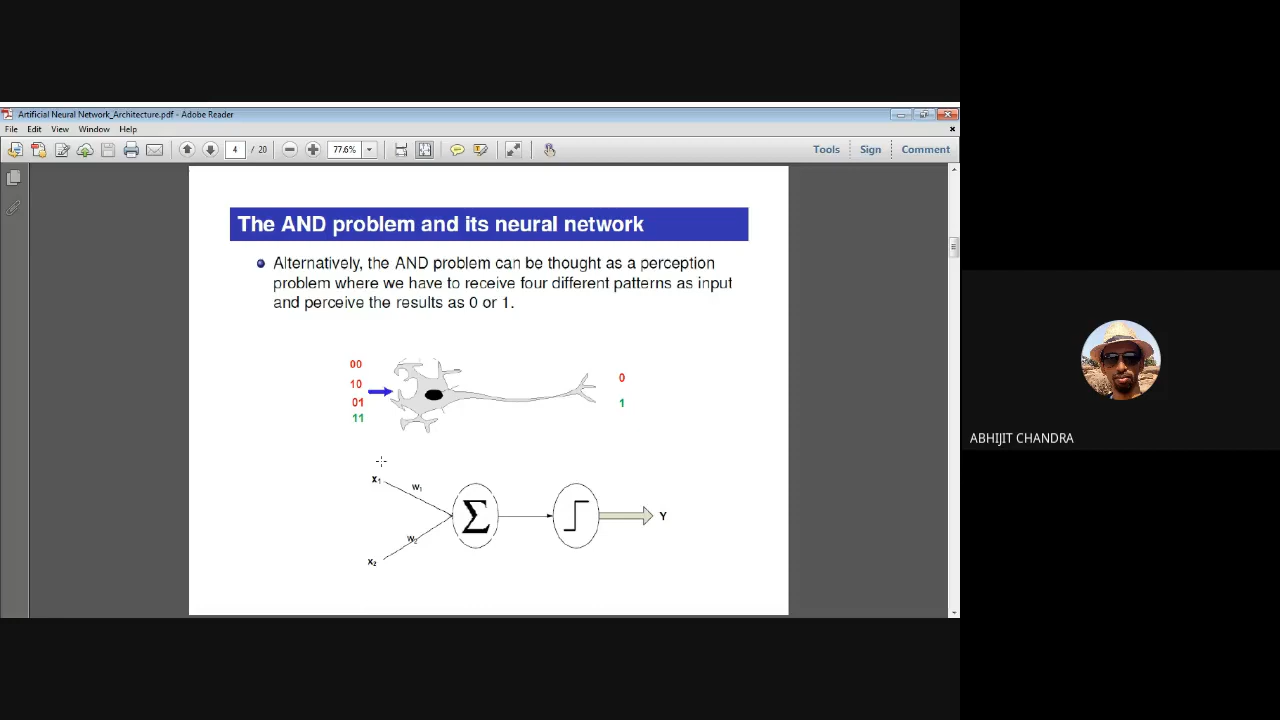 Artificial Neural Network_Architecture.pdf - Adobe Reader
File Edit View Window Help
4 / 20 77.6% Tools Sign Comment
The AND problem and its neural network
Alternatively, the AND problem can be thought as a perception
problem where we have to receive four different patterns as input
and perceive the results as 0 or 1.
00
10
01
11
0
1
x1
w1
w2
x2
Σ
Y
ABHIJIT CHANDRA